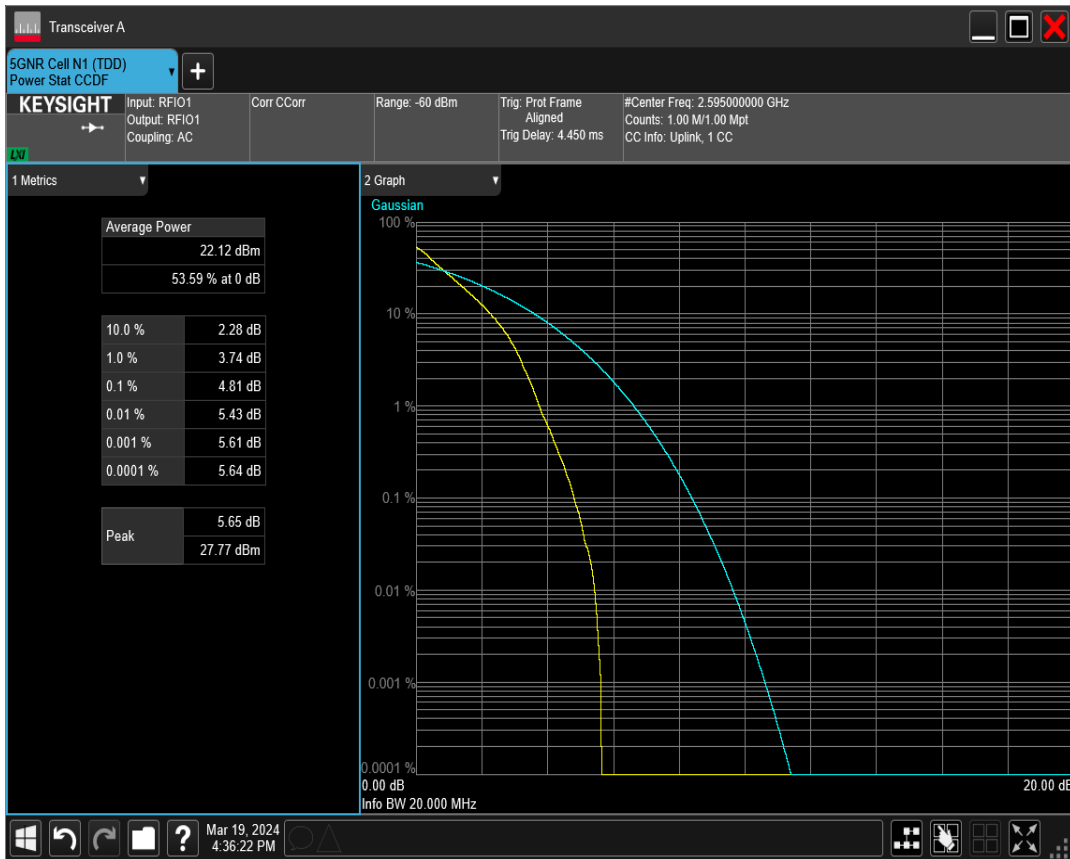 Transceiver A
5GNR Cell N1 (TDD)
Power Stat CCDF
KEYSIGHT
LXI
Input: RFIO1
Output: RFIO1
Coupling: AC
Corr CCorr
Range: -60 dBm
Trig: Prot Frame
Aligned
Trig Delay: 4.450 ms
#Center Freq: 2.595000000 GHz
Counts: 1.00 M/1.00 Mpt
CC Info: Uplink, 1 CC
1 Metrics
Average Power
22.12 dBm
53.59 % at 0 dB
10.0 % 2.28 dB
1.0 % 3.74 dB
0.1 % 4.81 dB
0.01 % 5.43 dB
0.001 % 5.61 dB
0.0001 % 5.64 dB
Peak
5.65 dB
27.77 dBm
2 Graph
Gaussian
100 %
10 %
1 %
0.1 %
0.01 %
0.001 %
0.0001 %
0.00 dB 20.00 dB
Info BW 20.000 MHz
?
Mar 19, 2024
4:36:22 PM